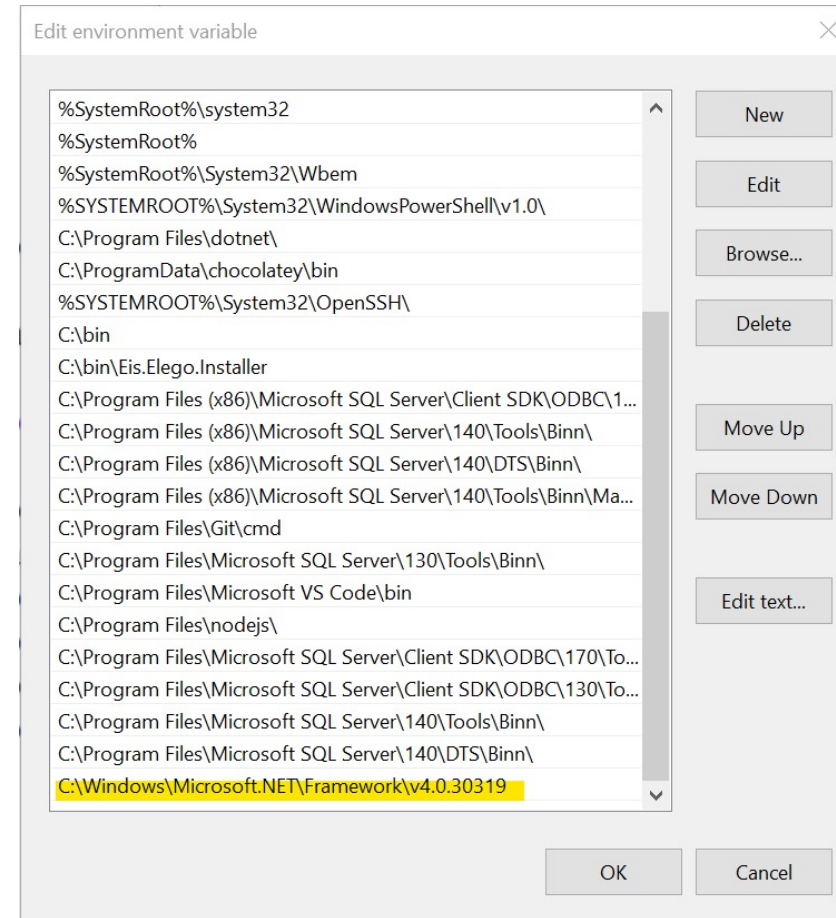 Edit environment variable
%SystemRoot%\system32
%SystemRoot%
%SystemRoot%\System32\Wbem
%SYSTEMROOT%\System32\WindowsPowerShell\v1.0\
C:\Program Files\dotnet\
C:\ProgramData\chocolatey\bin
%SYSTEMROOT%\System32\OpenSSH\
C:\bin
C:\bin\Eis.Elego.Installer
C:\Program Files (x86)\Microsoft SQL Server\Client SDK\ODBC\1...
C:\Program Files (x86)\Microsoft SQL Server\140\Tools\Binn\
C:\Program Files (x86)\Microsoft SQL Server\140\DTS\Binn\
C:\Program Files (x86)\Microsoft SQL Server\140\Tools\Binn\Ma...
C:\Program Files\Git\cmd
C:\Program Files\Microsoft SQL Server\130\Tools\Binn\
C:\Program Files\Microsoft VS Code\bin
C:\Program Files\nodejs\
C:\Program Files\Microsoft SQL Server\Client SDK\ODBC\170\To...
C:\Program Files\Microsoft SQL Server\Client SDK\ODBC\130\To...
C:\Program Files\Microsoft SQL Server\140\Tools\Binn\
C:\Program Files\Microsoft SQL Server\140\DTS\Binn\
C:\Windows\Microsoft.NET\Framework\v4.0.30319
New
Edit
Browse...
Delete
Move Up
Move Down
Edit text...
OK
Cancel